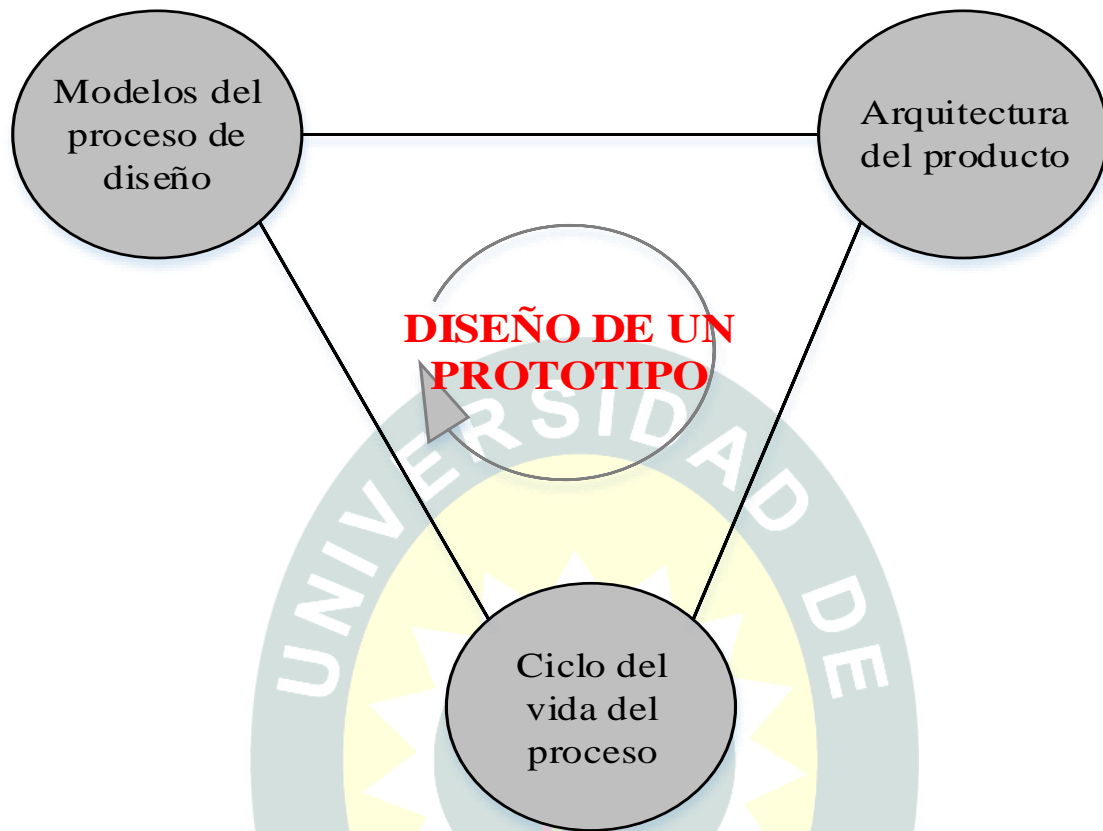 Modelos del
proceso de
diseño
Arquitectura
del producto
DISEÑO DE UN
PROTOTIPO
UNIVERSIDAD DE
Ciclo del
vida del
proceso